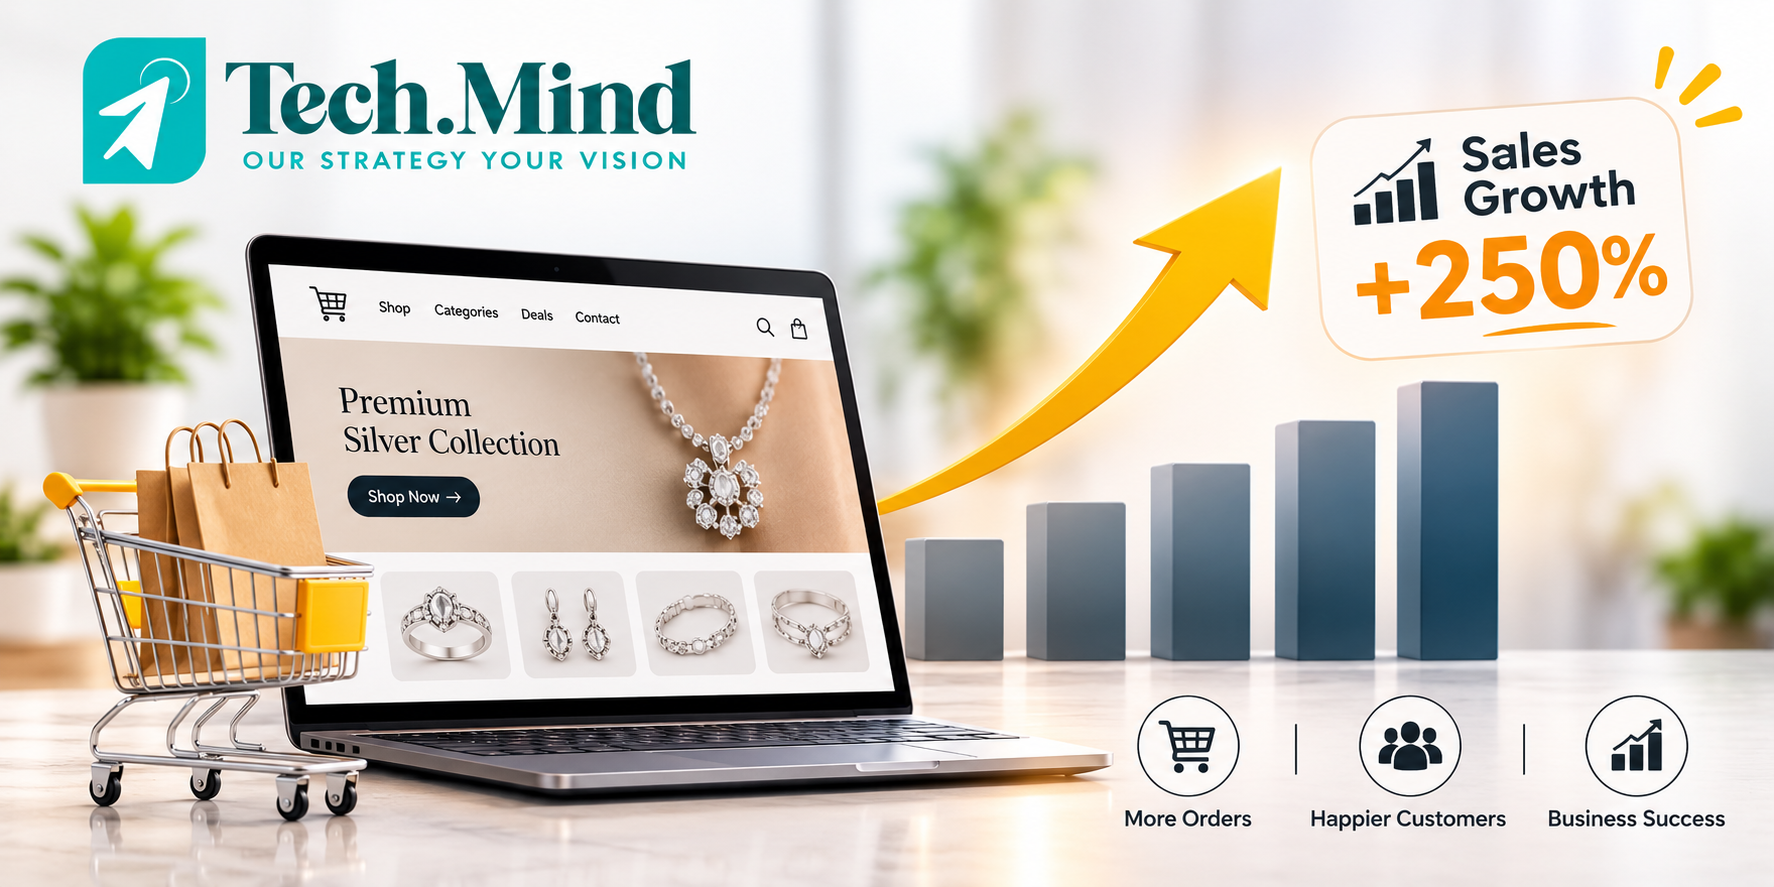 Tech.Mind
OUR STRATEGY YOUR VISION
Sales
Growth
+250%
Shop Categories Deals Contact
Premium
Silver Collection
Shop Now →
More Orders
Happier Customers
Business Success